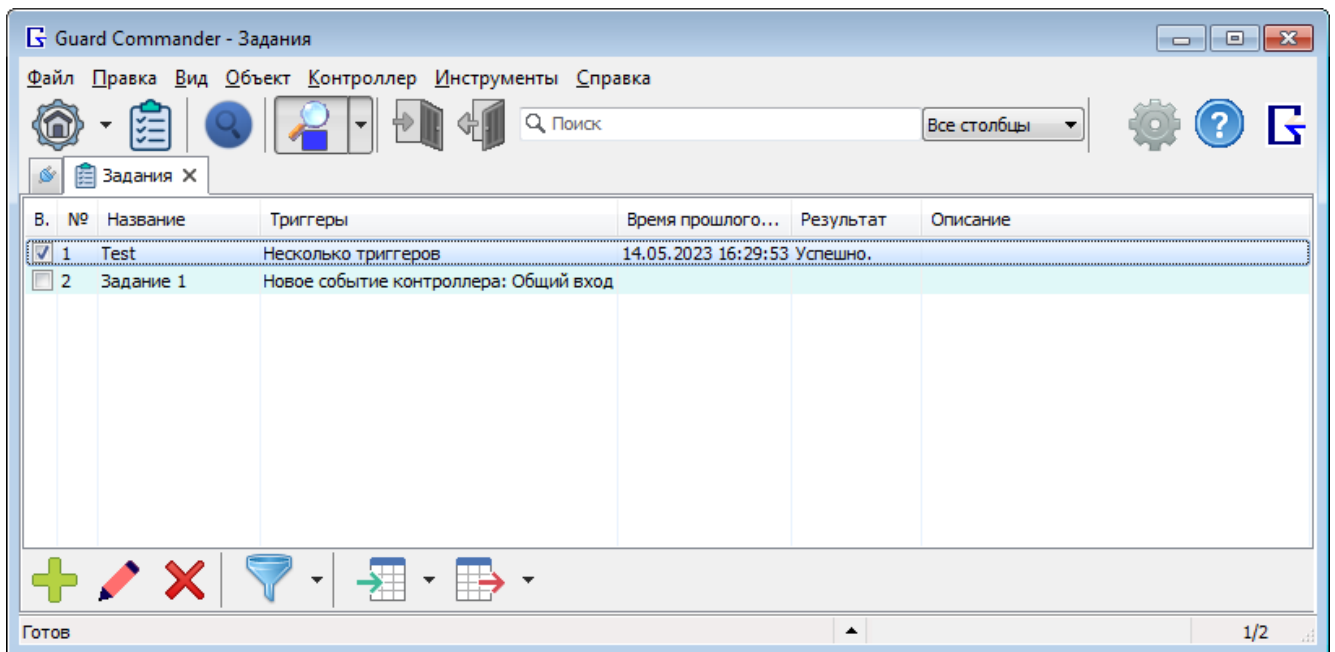 Guard Commander - Задания
Файл Правка Вид Объект Контроллер Инструменты Справка
Поиск Все столбцы
Задания
В. № Название Триггеры Время прошлого... Результат Описание
1 Test Несколько триггеров 14.05.2023 16:29:53 Успешно.
2 Задание 1 Новое событие контроллера: Общий вход
Готов 1/2